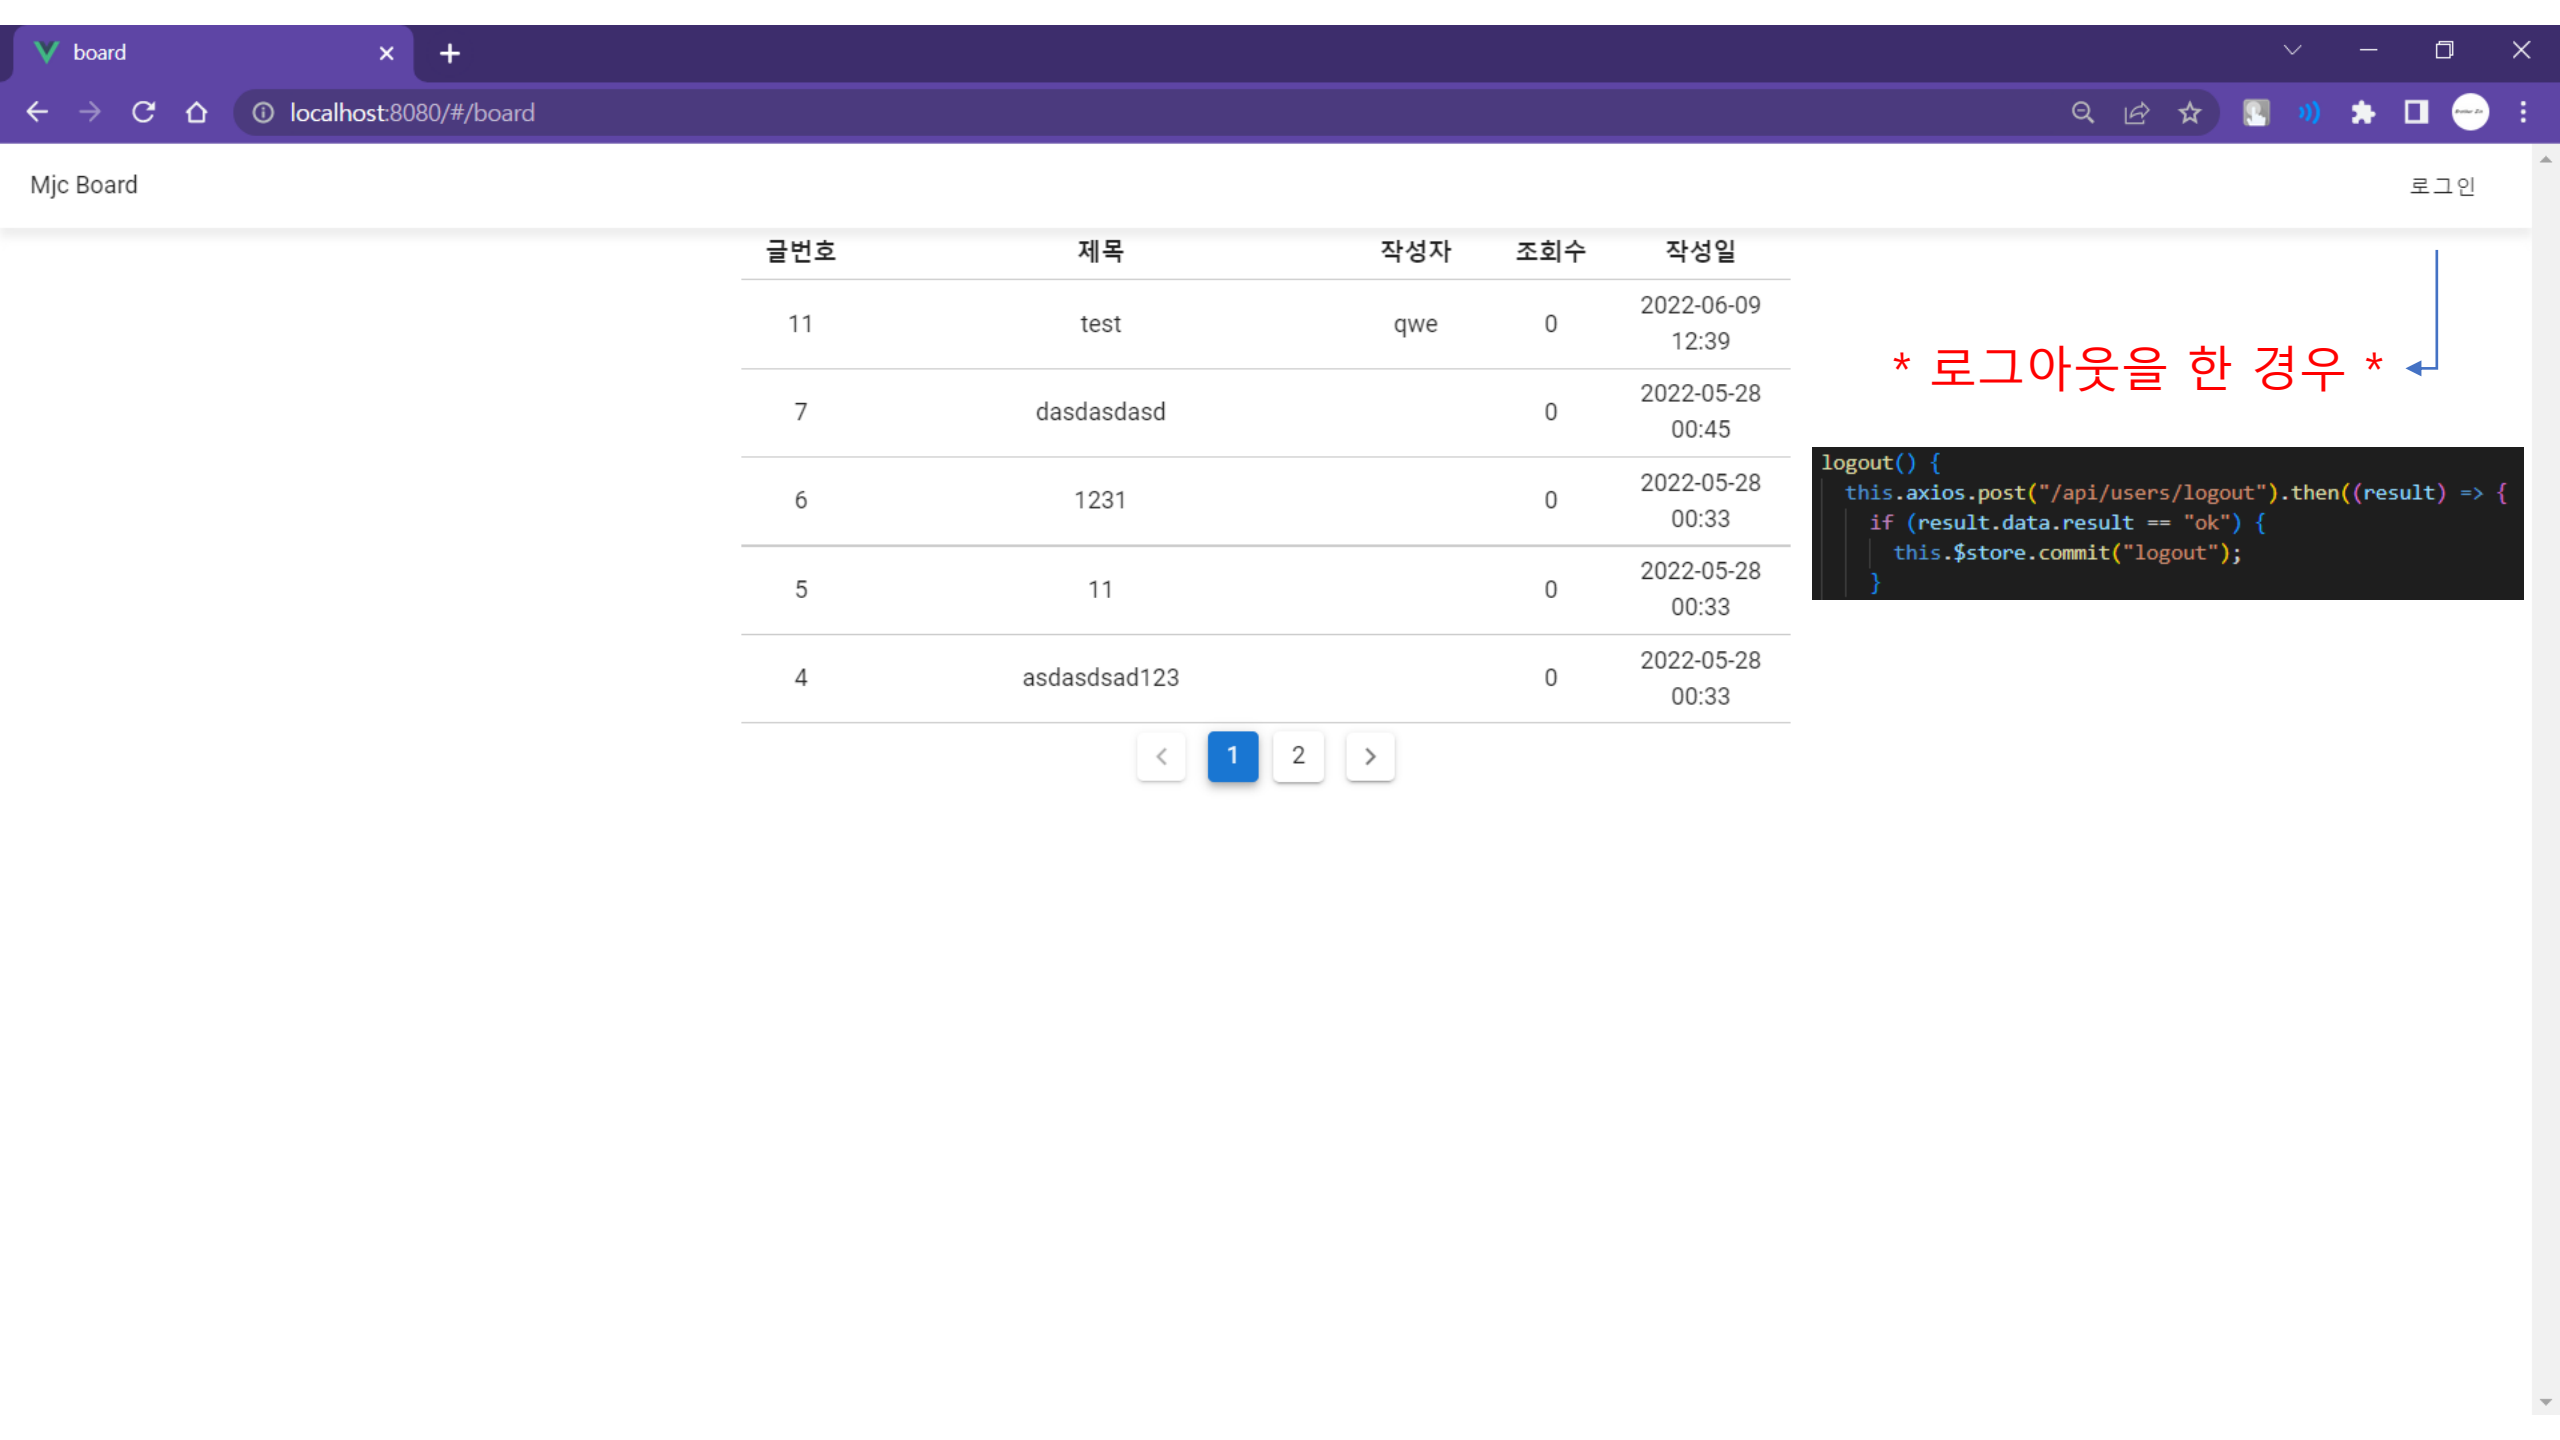 board
localhost:8080/#/board
Mjc Board
로그인
글번호 제목 작성자 조회수 작성일
11 test qwe 0 2022-06-09 12:39
7 dasdasdasd 0 2022-05-28 00:45
6 1231 0 2022-05-28 00:33
5 11 0 2022-05-28 00:33
4 asdasdsad123 0 2022-05-28 00:33
1 2
* 로그아웃을 한 경우 *
logout() {
this.axios.post("/api/users/logout").then((result) => {
if (result.data.result == "ok") {
this.$store.commit("logout");
}